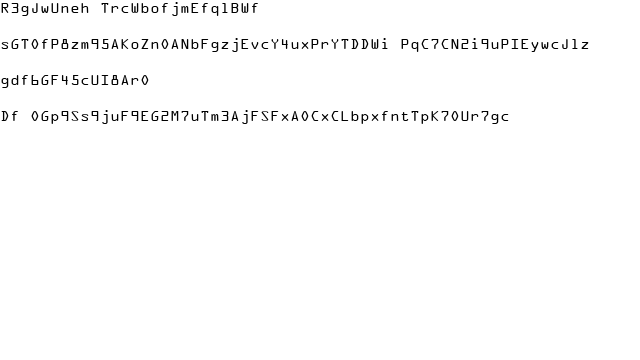 R3gJwUneh TrcWbofjmEfqlBWf
sGT0fP8zm95AKoZn0ANbFgzjEvcY4uxPrYTDDWi PqC7CN2i9uPIEywcJlz
gdf6GF45cUI8Ar0
Df 0Gp9Ss9juF9EG2M7uTm3AjFSFxA0CxCLbpxfntTpK70Ur7gc